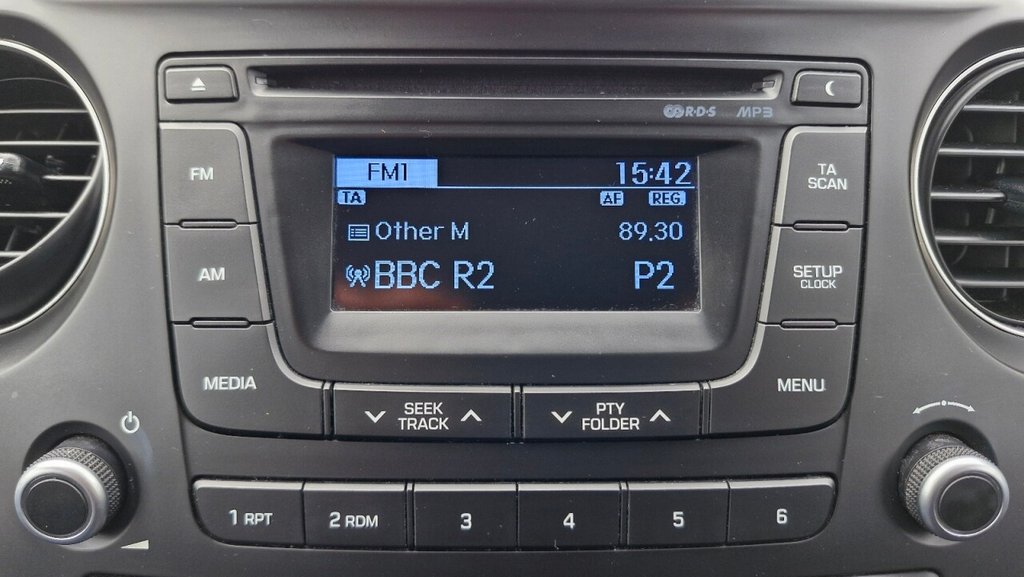 R·D·S MP3
FM
AM
MEDIA
FM1 15:42
TA AF REG
Other M 89.30
BBC R2 P2
TA
SCAN
SETUP
CLOCK
MENU
SEEK
TRACK
PTY
FOLDER
1 RPT 2 RDM 3 4 5 6